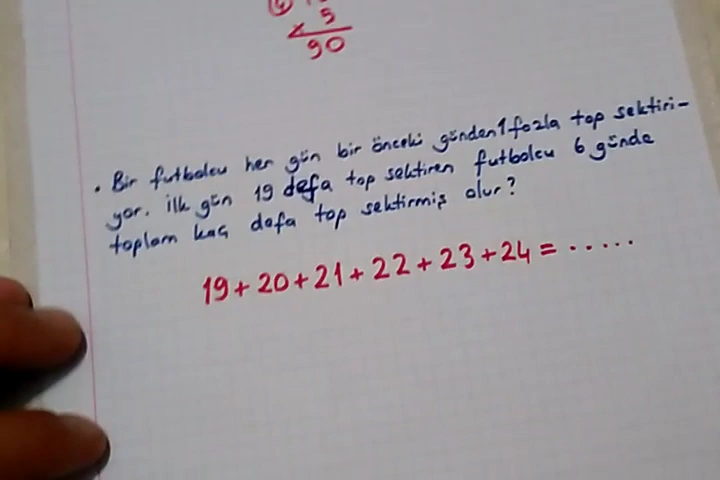 × 5
90
• Bir futbolcu her gün bir önceki günden 1 fazla top sektiri-
yor. İlk gün 19 defa top sektiren futbolcu 6 günde
toplam kaç defa top sektirmiş olur?
19+20+21+22+23+24=.....